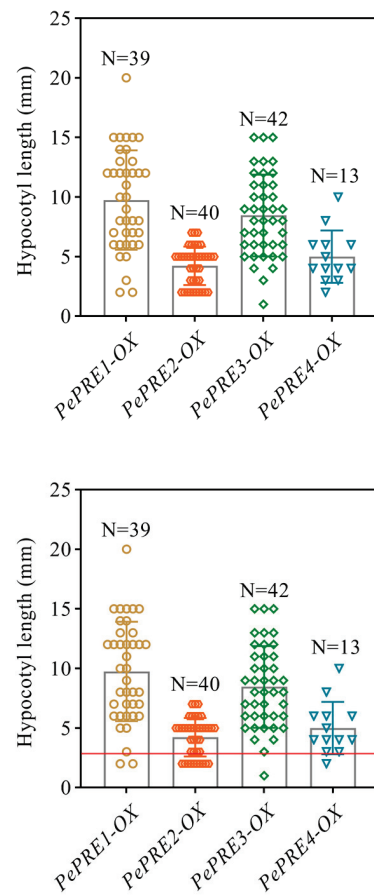 25
20
15
10
5
0
Hypocotyl length (mm)
N=39
N=40
N=42
N=13
PePRE1-OX
PePRE2-OX
PePRE3-OX
PePRE4-OX
25
20
15
10
5
0
Hypocotyl length (mm)
N=39
N=40
N=42
N=13
PePRE1-OX
PePRE2-OX
PePRE3-OX
PePRE4-OX